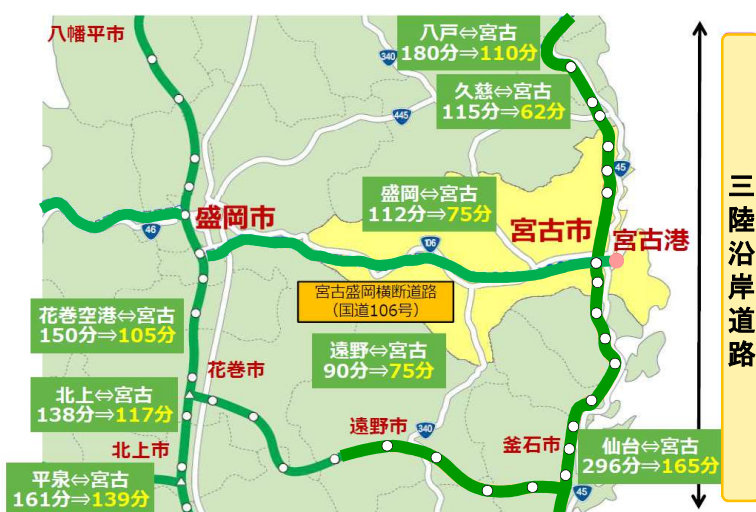 八幡平市
八戸⇔宮古
180分⇒110分
340
久慈⇔宮古
115分⇒62分
445
45
盛岡⇔宮古
112分⇒75分
盛岡市
46
106
宮古市
宮古港
宮古盛岡横断道路
(国道106号)
花巻空港⇔宮古
150分⇒105分
遠野⇔宮古
90分⇒75分
花巻市
北上⇔宮古
138分⇒117分
遠野市
340
釜石市
仙台⇔宮古
296分⇒165分
北上市
平泉⇔宮古
161分⇒139分
45
三陸沿岸道路